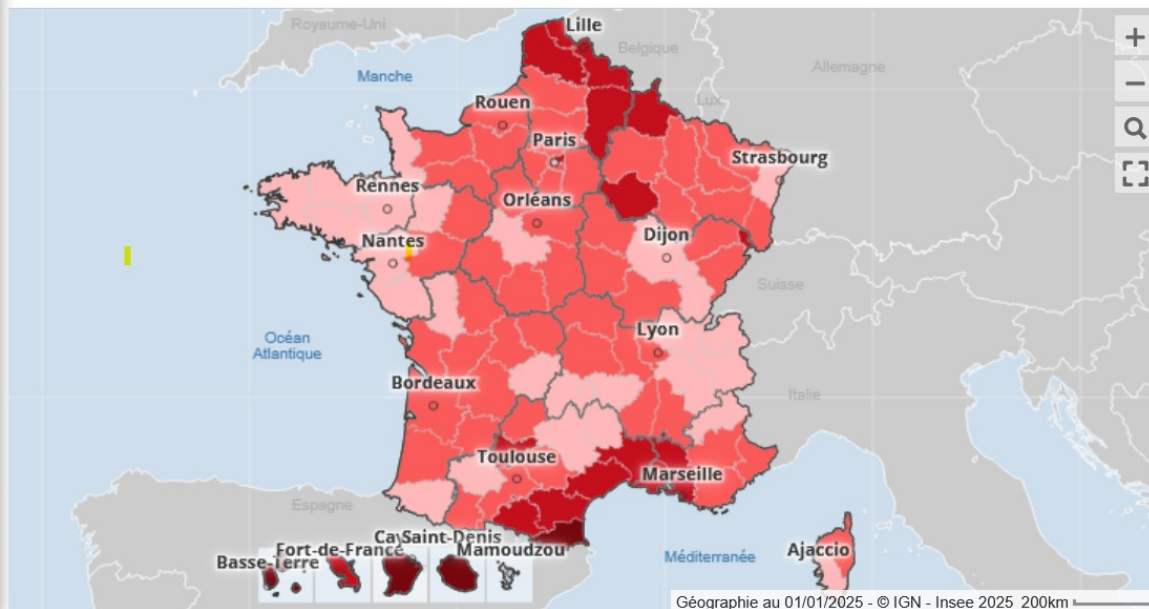 Royaume-Uni
Lille
Belgique
Allemagne
Manche
Lux
Rouen
Paris
Strasbourg
Rennes
Orléans
Nantes
Dijon
Suisse
Océan
Atlantique
Lyon
Bordeaux
Italie
Toulouse
Marseille
Espagne
Ca
Saint-Denis
Fort-de-France
Mamoudzou
Basse-Terre
Méditerranée
Ajaccio
Géographie au 01/01/2025 - © IGN - Insee 2025 200km
+
−